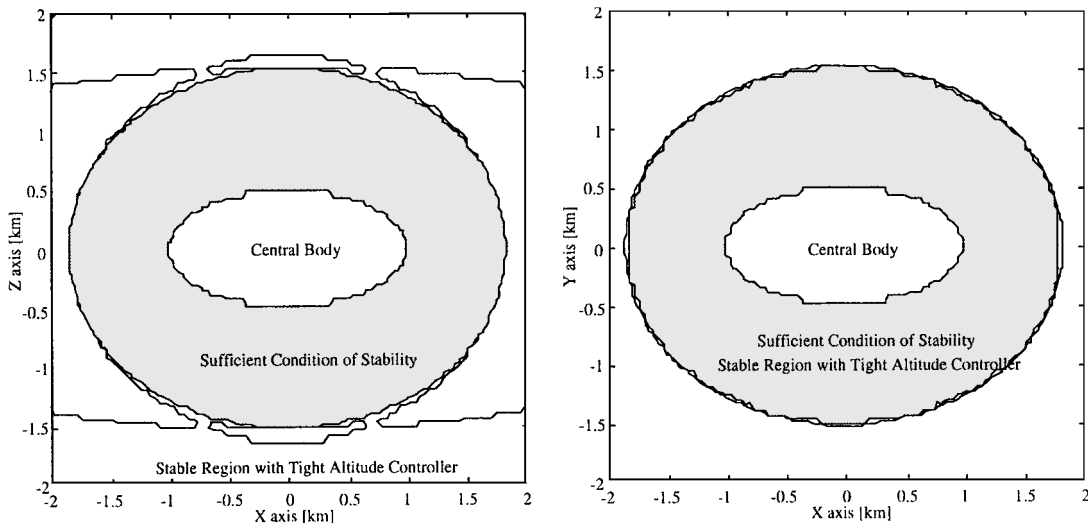 2
1.5
1
0.5
0
-0.5
-1
-1.5
-2
Z axis [km]
Central Body
Sufficient Condition of Stability
Stable Region with Tight Altitude Controller
-2 -1.5 -1 -0.5 0 0.5 1 1.5 2
X axis [km]
2
1.5
1
0.5
0
-0.5
-1
-1.5
-2
Y axis [km]
Central Body
Sufficient Condition of Stability
Stable Region with Tight Altitude Controller
-2 -1.5 -1 -0.5 0 0.5 1 1.5 2
X axis [km]